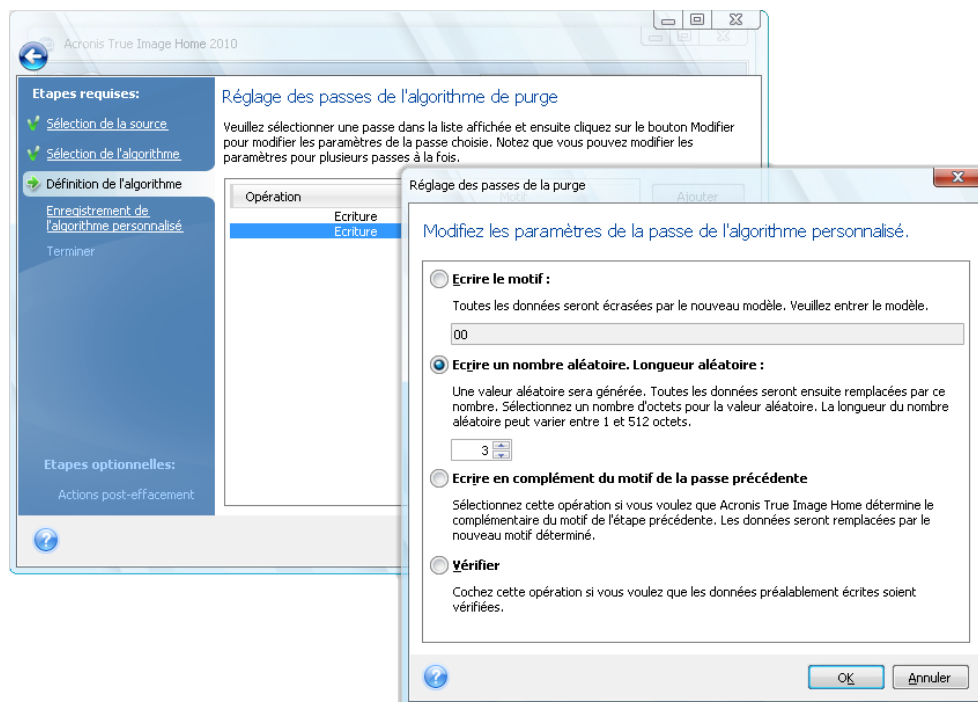 Acronis True Image Home 2010
Etapes requises:
Sélection de la source
Sélection de l'algorithme
Définition de l'algorithme
Enregistrement de
l'algorithme personnalisé
Terminer
Etapes optionnelles:
Actions post-effacement
Réglage des passes de l'algorithme de purge
Veuillez sélectionner une passe dans la liste affichée et ensuite cliquez sur le bouton Modifier
pour modifier les paramètres de la passe choisie. Notez que vous pouvez modifier les
paramètres pour plusieurs passes à la fois.
Opération
Motif
Ajouter
Ecriture
Ecriture
Réglage des passes de la purge
Modifiez les paramètres de la passe de l'algorithme personnalisé.
Ecrire le motif :
Toutes les données seront écrasées par le nouveau modèle. Veuillez entrer le modèle.
00
Ecrire un nombre aléatoire. Longueur aléatoire :
Une valeur aléatoire sera générée. Toutes les données seront ensuite remplacées par ce
nombre. Sélectionnez un nombre d'octets pour la valeur aléatoire. La longueur du nombre
aléatoire peut varier entre 1 et 512 octets.
3
Ecrire en complément du motif de la passe précédente
Sélectionnez cette opération si vous voulez que Acronis True Image Home détermine le
complémentaire du motif de l'étape précédente. Les données seront remplacées par le
nouveau motif déterminé.
Vérifier
Cochez cette opération si vous voulez que les données préalablement écrites soient
vérifiées.
OK
Annuler